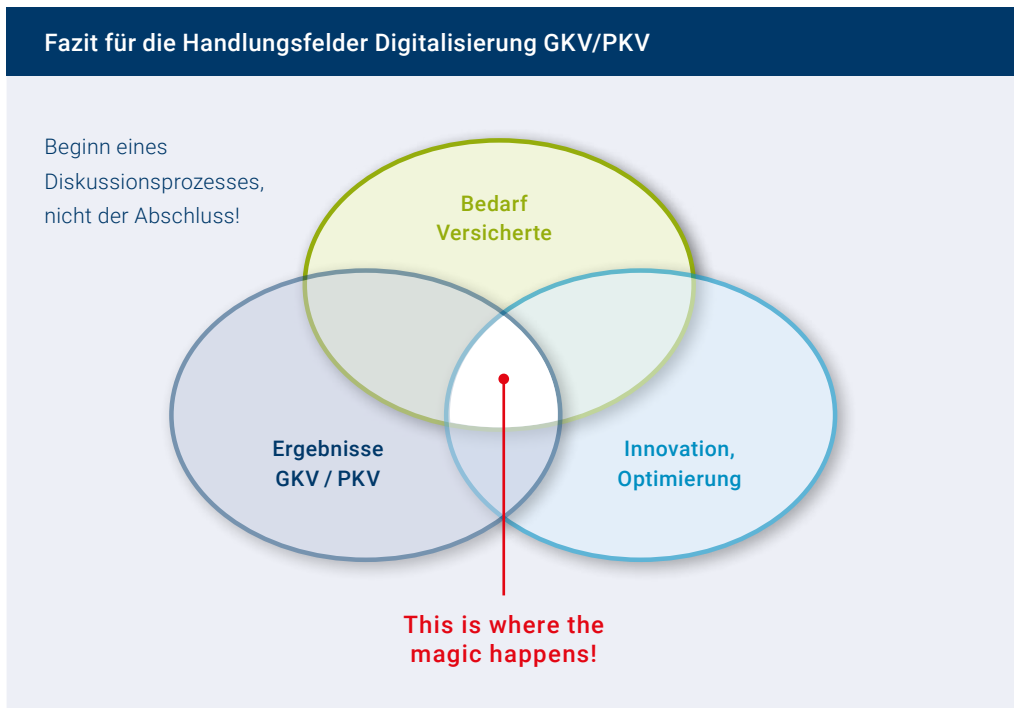 Fazit für die Handlungsfelder Digitalisierung GKV/PKV
Beginn eines
Diskussionsprozesses,
nicht der Abschluss!
Bedarf
Versicherte
Ergebnisse
GKV / PKV
Innovation,
Optimierung
This is where the
magic happens!